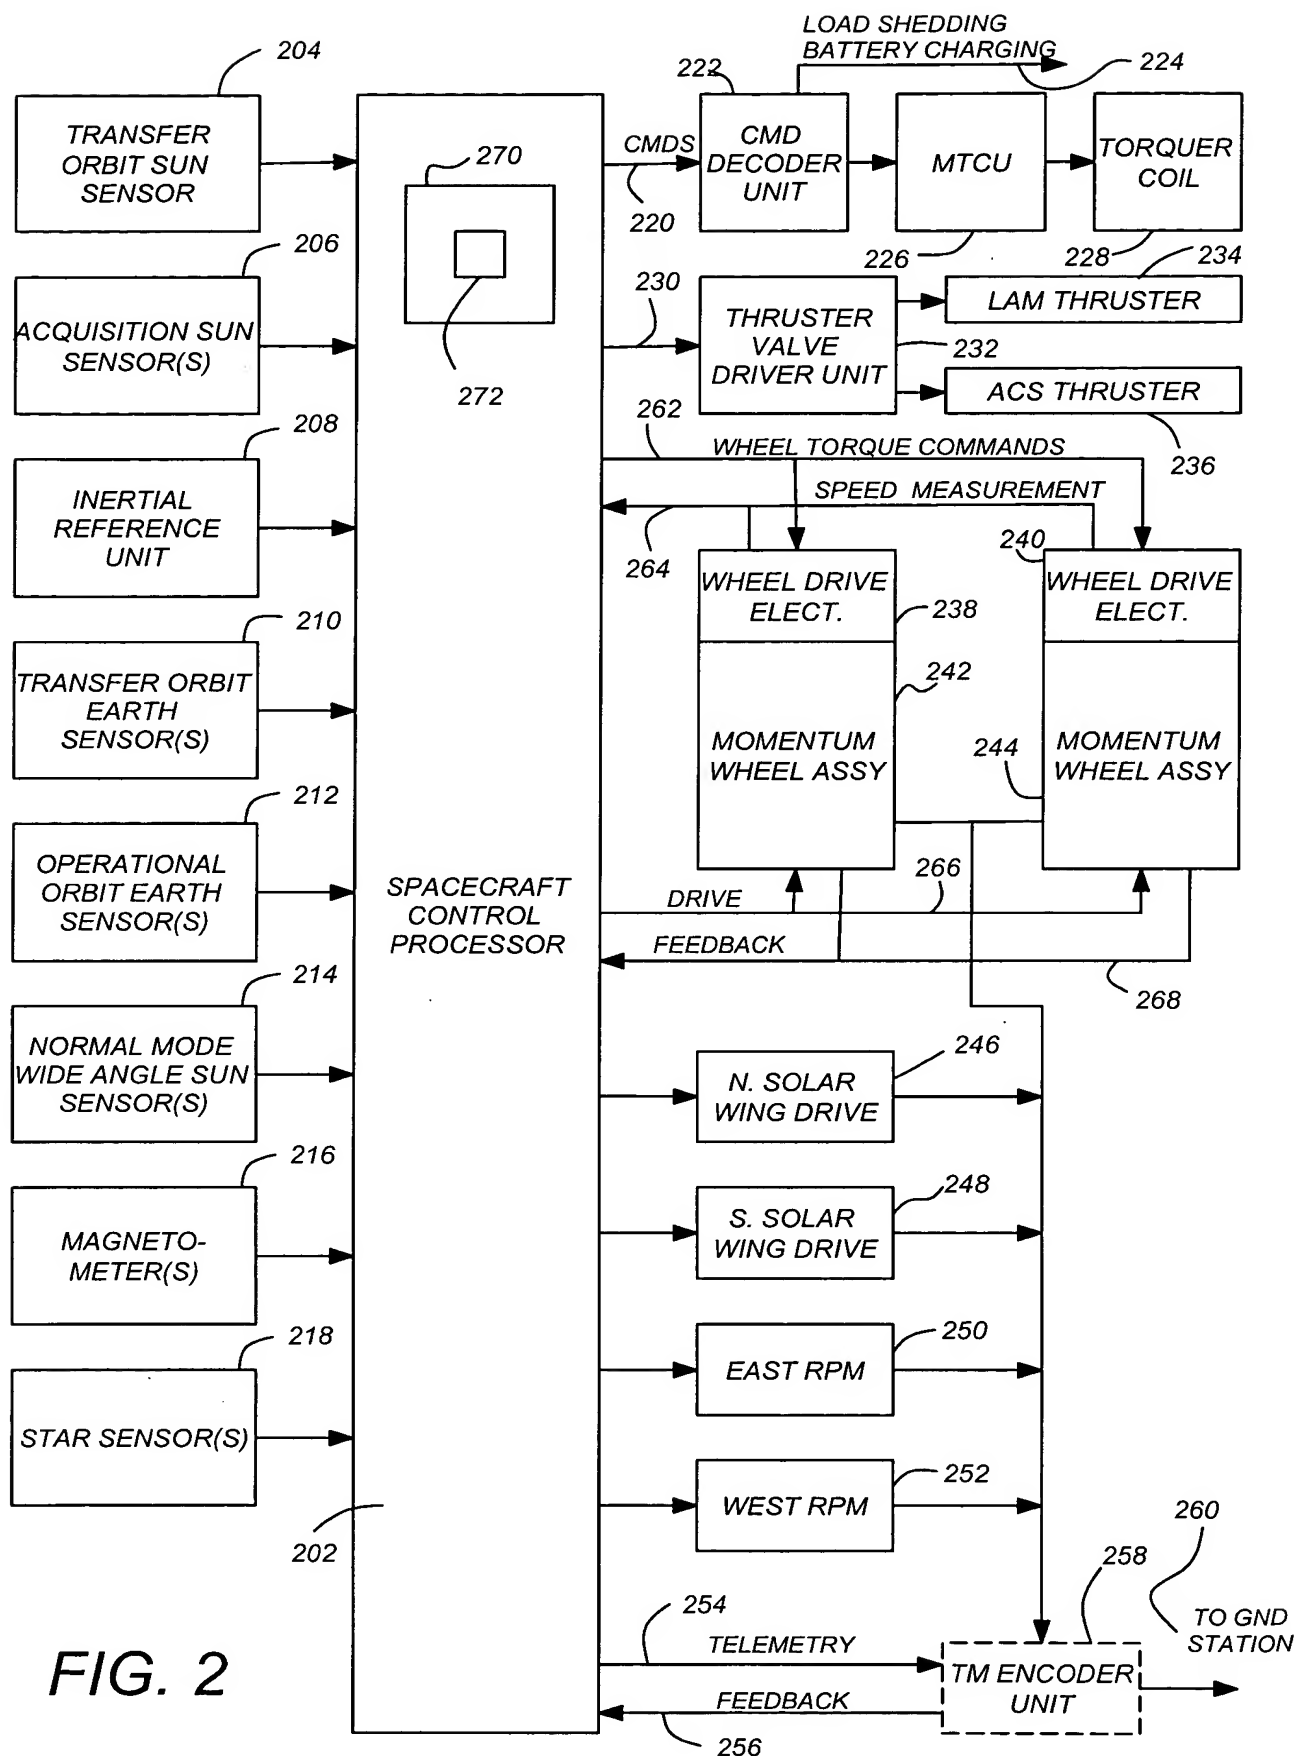 204
TRANSFER
ORBIT SUN
SENSOR
206
ACQUISITION SUN
SENSOR(S)
208
INERTIAL
REFERENCE
UNIT
210
TRANSFER ORBIT
EARTH
SENSOR(S)
212
OPERATIONAL
ORBIT EARTH
SENSOR(S)
214
NORMAL MODE
WIDE ANGLE SUN
SENSOR(S)
216
MAGNETO-
METER(S)
218
STAR SENSOR(S)
270
272
SPACECRAFT
CONTROL
PROCESSOR
202
LOAD SHEDDING
BATTERY CHARGING
224
222
CMDS
220
CMD
DECODER
UNIT
MTCU
226
TORQUER
COIL
228
230
THRUSTER
VALVE
DRIVER UNIT
232
234
LAM THRUSTER
ACS THRUSTER
236
262
WHEEL TORQUE COMMANDS
SPEED MEASUREMENT
264
240
WHEEL DRIVE
ELECT.
238
WHEEL DRIVE
ELECT.
242
MOMENTUM
WHEEL ASSY
244
MOMENTUM
WHEEL ASSY
266
DRIVE
FEEDBACK
268
246
N. SOLAR
WING DRIVE
248
S. SOLAR
WING DRIVE
250
EAST RPM
252
WEST RPM
254
TELEMETRY
FEEDBACK
256
258
TM ENCODER
UNIT
260
TO GND
STATION
FIG. 2